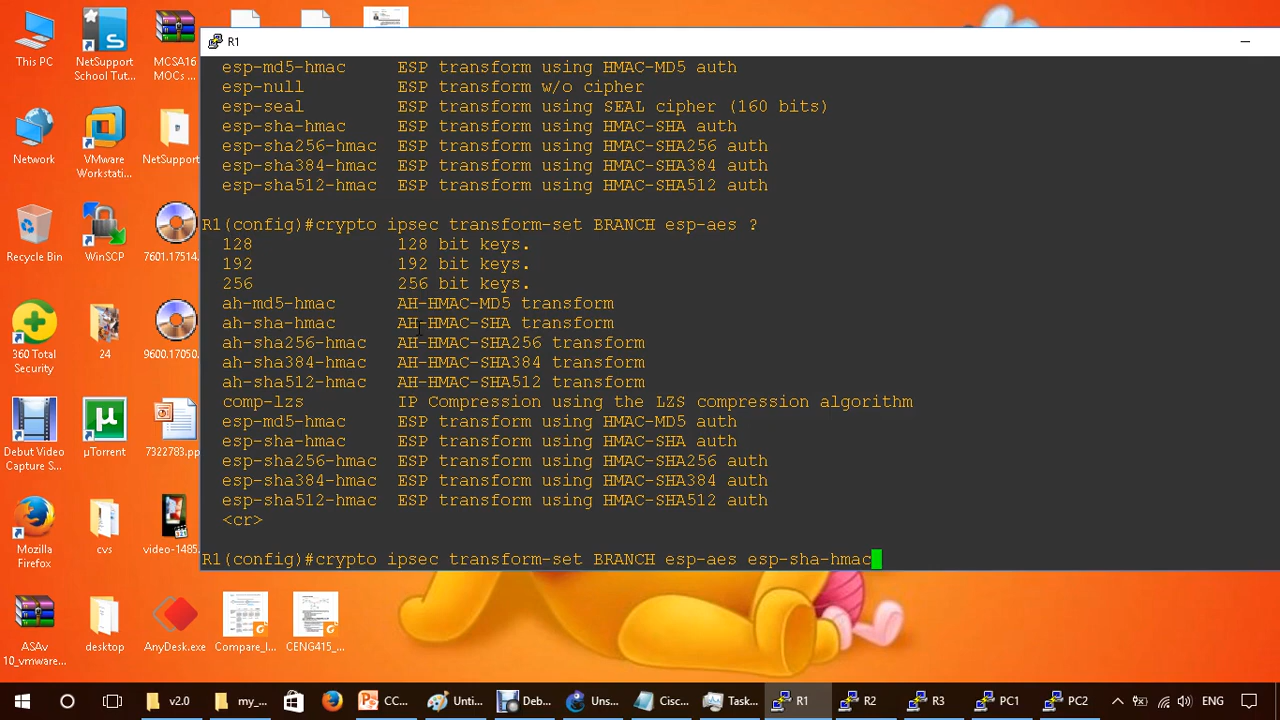 This PC
NetSupport
School Tut...
MCSA16
MOCs ...
R1
esp-md5-hmac ESP transform using HMAC-MD5 auth
esp-null ESP transform w/o cipher
esp-seal ESP transform using SEAL cipher (160 bits)
esp-sha-hmac ESP transform using HMAC-SHA auth
esp-sha256-hmac ESP transform using HMAC-SHA256 auth
esp-sha384-hmac ESP transform using HMAC-SHA384 auth
esp-sha512-hmac ESP transform using HMAC-SHA512 auth
R1(config)#crypto ipsec transform-set BRANCH esp-aes ?
128 128 bit keys.
192 192 bit keys.
256 256 bit keys.
ah-md5-hmac AH-HMAC-MD5 transform
ah-sha-hmac AH-HMAC-SHA transform
ah-sha256-hmac AH-HMAC-SHA256 transform
ah-sha384-hmac AH-HMAC-SHA384 transform
ah-sha512-hmac AH-HMAC-SHA512 transform
comp-lzs IP Compression using the LZS compression algorithm
esp-md5-hmac ESP transform using HMAC-MD5 auth
esp-sha-hmac ESP transform using HMAC-SHA auth
esp-sha256-hmac ESP transform using HMAC-SHA256 auth
esp-sha384-hmac ESP transform using HMAC-SHA384 auth
esp-sha512-hmac ESP transform using HMAC-SHA512 auth
<cr>
R1(config)#crypto ipsec transform-set BRANCH esp-aes esp-sha-hmac
Network
VMware
Workstati...
NetSupport
Recycle Bin
WinSCP
7601.17514.
360 Total
Security
24
9600.17050.
Debut Video
Capture S...
µTorrent
7322783.pp
Mozilla
Firefox
cvs
video-1485.
ASAv
10_vmware...
desktop
AnyDesk.exe
Compare_I...
CENG415_...
v2.0
my_...
CC...
Unti...
Deb...
Uns...
Cisc...
Task...
R1
R2
R3
PC1
PC2
ENG